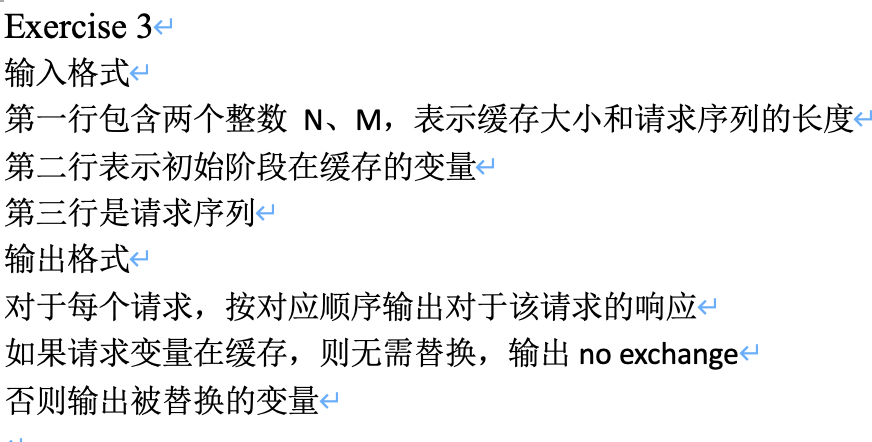 Exercise 3
输入格式
第一行包含两个整数 N、M，表示缓存大小和请求序列的长度
第二行表示初始阶段在缓存的变量
第三行是请求序列
输出格式
对于每个请求，按对应顺序输出对于该请求的响应
如果请求变量在缓存，则无需替换，输出 no exchange
否则输出被替换的变量